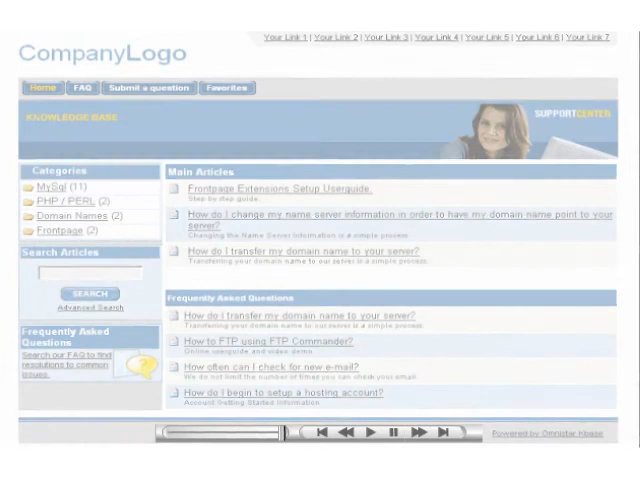 Your Link 1 | Your Link 2 | Your Link 3 | Your Link 4 | Your Link 5 | Your Link 6 | Your Link 7
CompanyLogo
Home FAQ Submit a question Favorites
KNOWLEDGE BASE
SUPPORTCENTER
Categories
MySql (11)
PHP / PERL (2)
Domain Names (2)
Frontpage (2)
Search Articles
SEARCH
Advanced Search
Frequently Asked
Questions
Search our FAQ to find
resolutions to common
issues.
Main Articles
Frontpage Extensions Setup Userguide.
Step by step guide.
How do I change my name server information in order to have my domain name point to your
server?
Changing the Name Server Information is a simple process.
How do I transfer my domain name to your server?
Transferring your domain name to our server is a simple process.
Frequently Asked Questions
How do I transfer my domain name to your server?
Transferring your domain name to our server is a simple process.
How to FTP using FTP Commander?
Online userguide and video demo
How often can I check for new e-mail?
We do not limit the number of times you can check your email.
How do I begin to setup a hosting account?
Account Getting Started Information
Powered by Omnistar Kbase